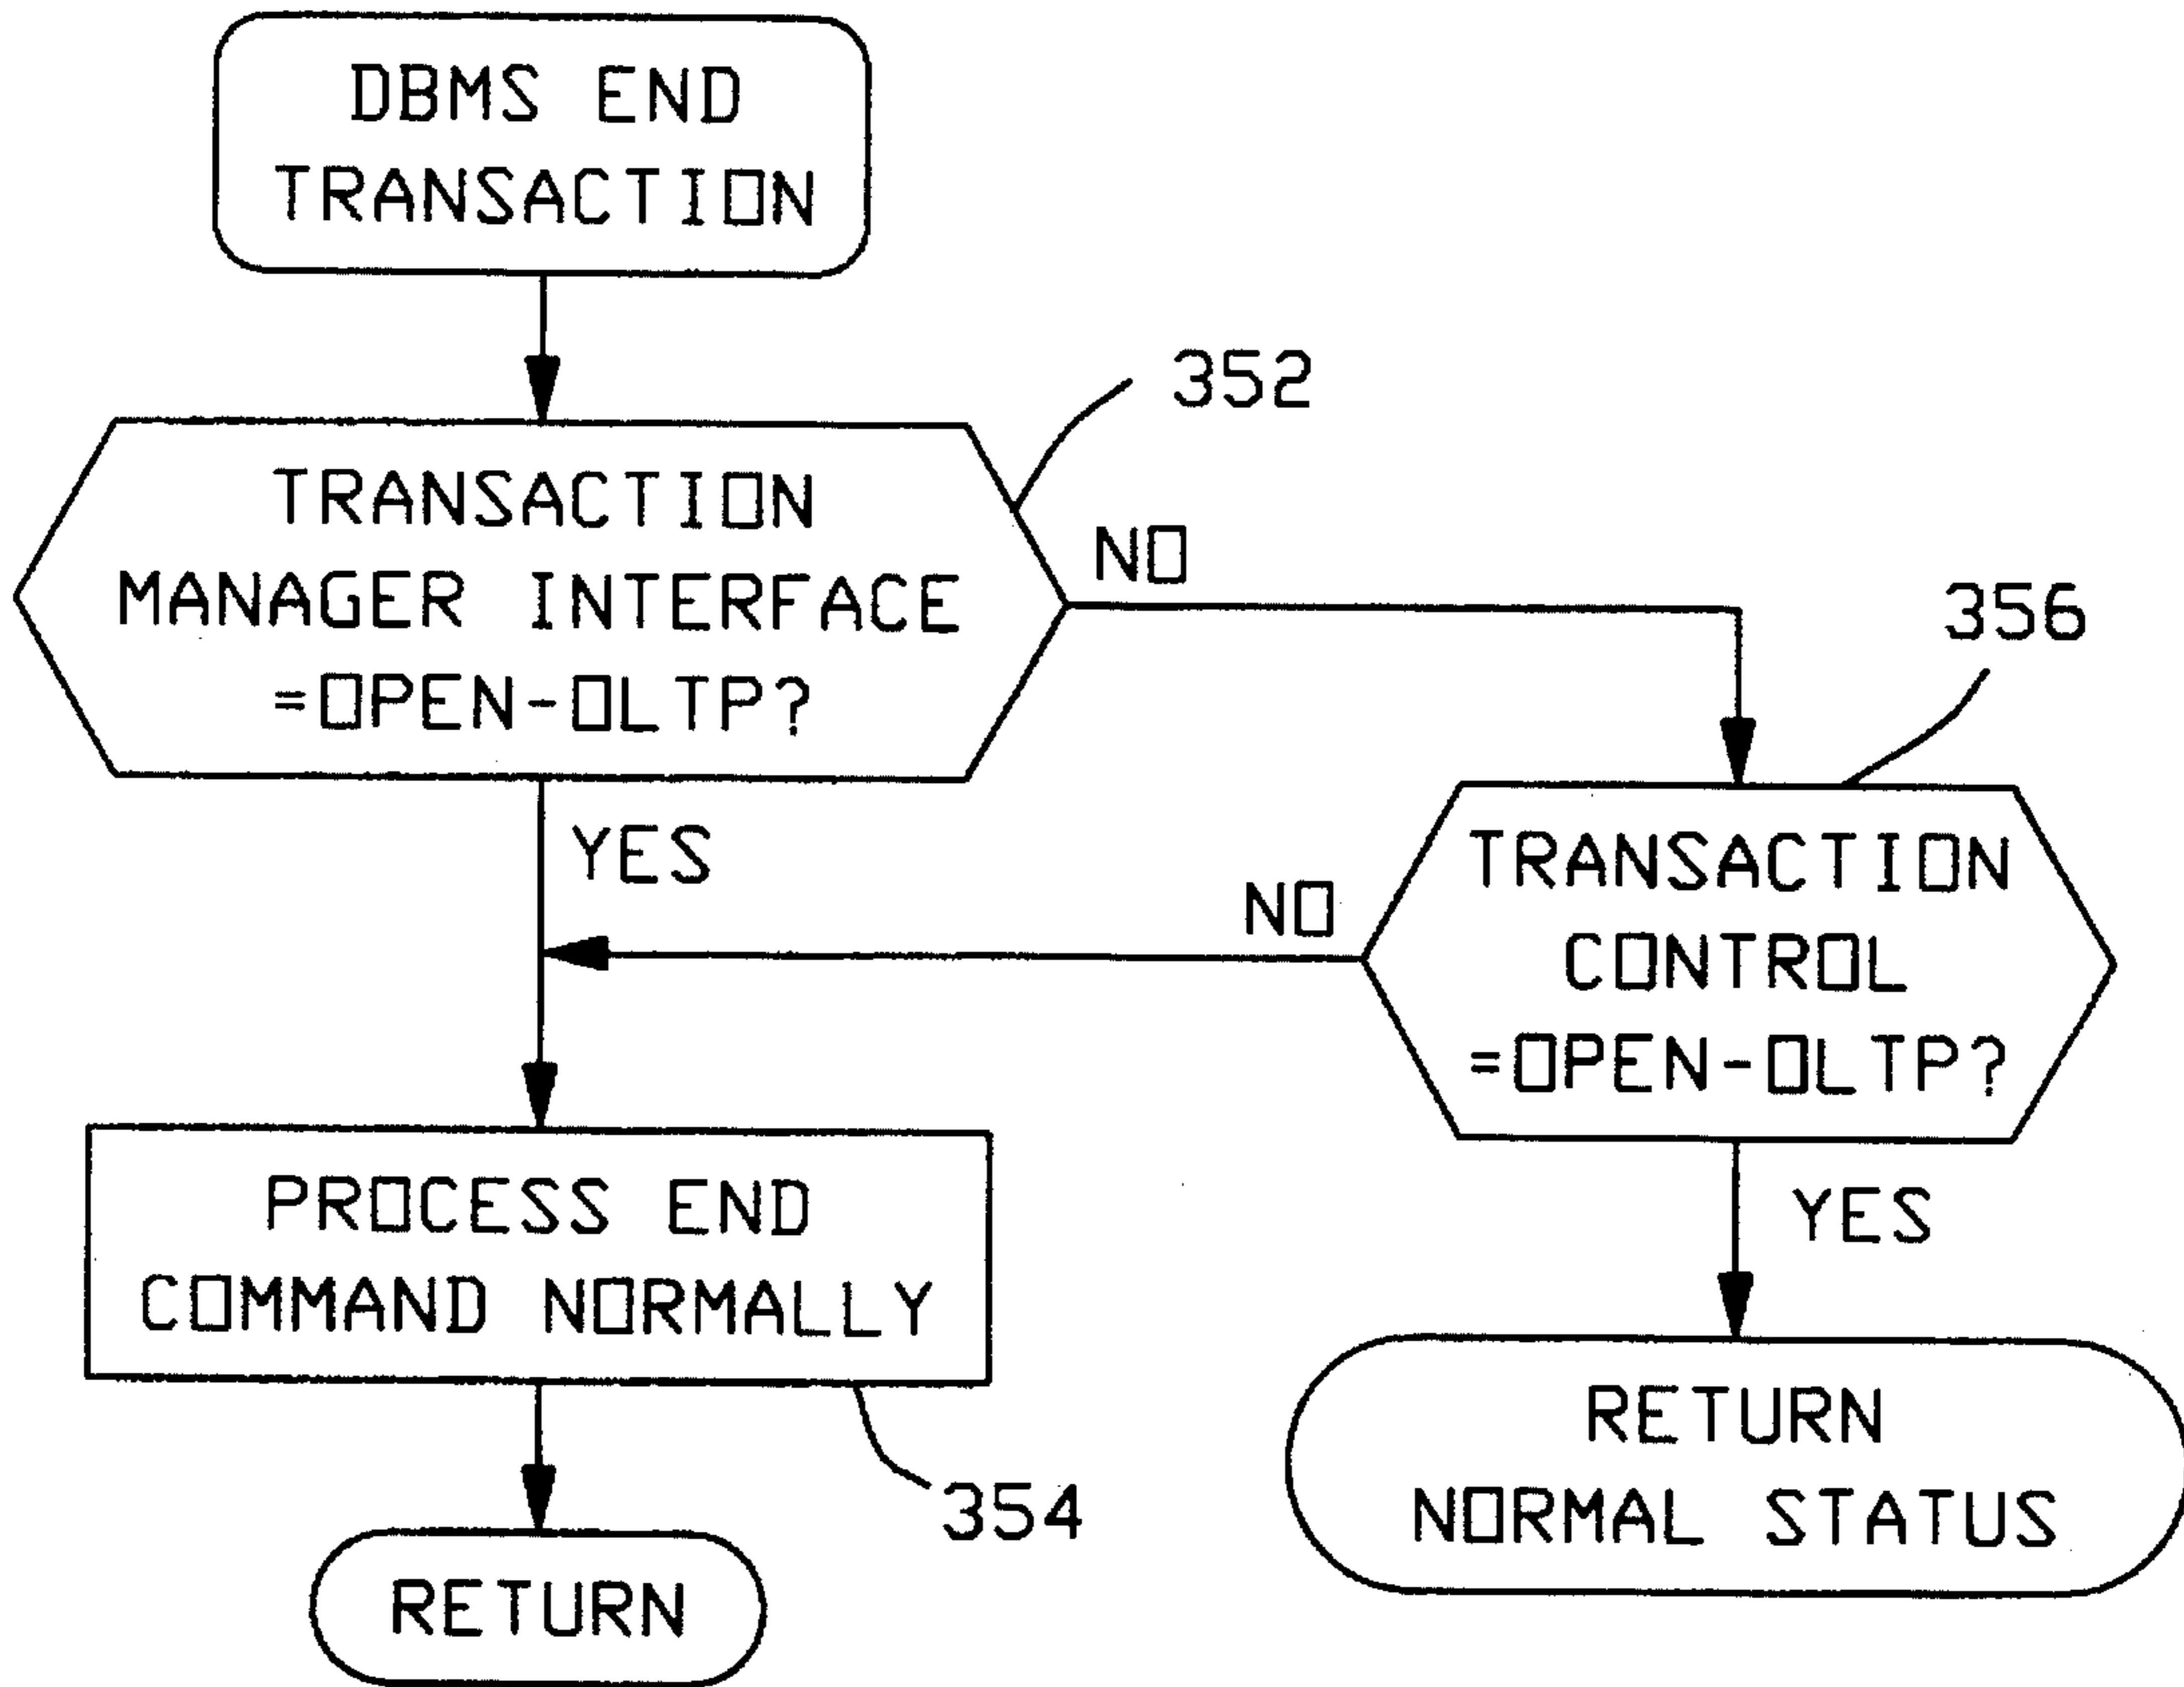 DBMS END
TRANSACTION
352
TRANSACTION
MANAGER INTERFACE
=OPEN-OLTP?
NO
356
YES
TRANSACTION
CONTROL
=OPEN-OLTP?
NO
YES
PROCESS END
COMMAND NORMALLY
354
RETURN
NORMAL STATUS
RETURN